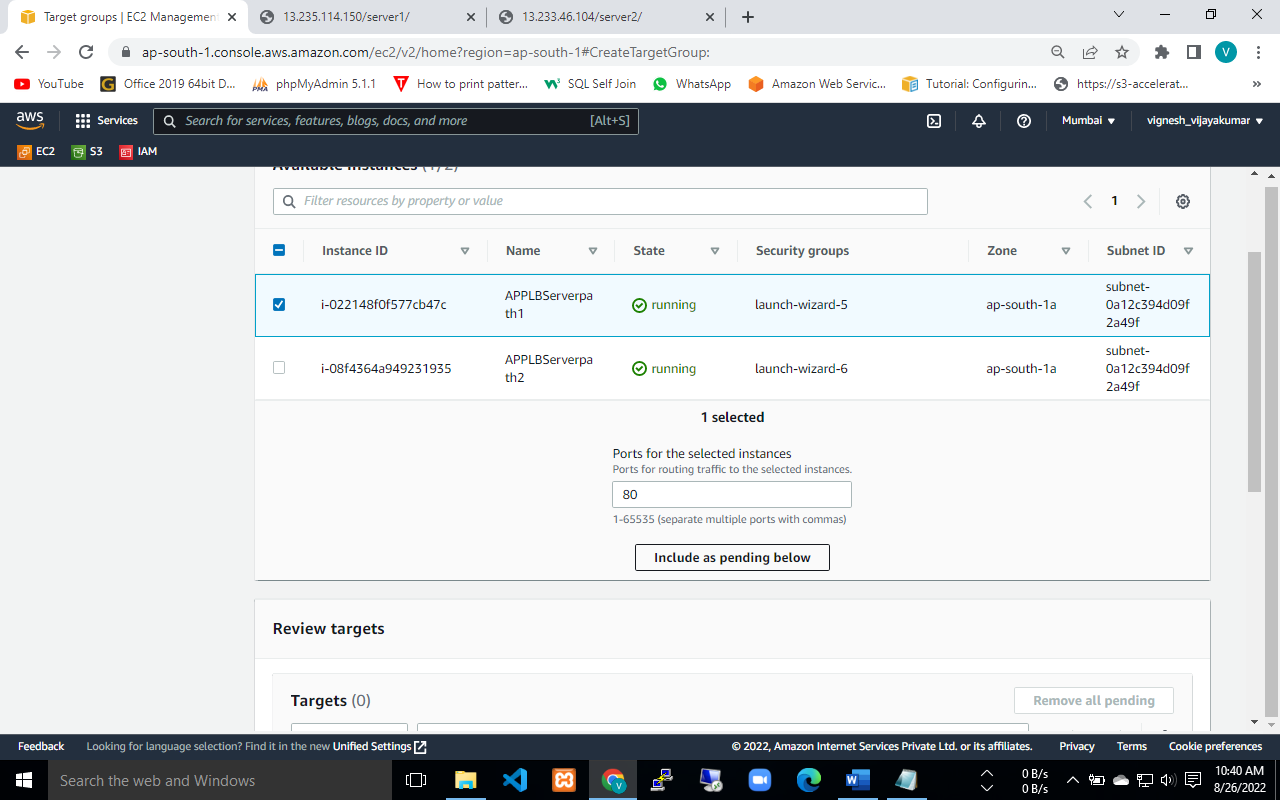 Target groups | EC2 Management
13.235.114.150/server1/
13.233.46.104/server2/
ap-south-1.console.aws.amazon.com/ec2/v2/home?region=ap-south-1#CreateTargetGroup:
V
YouTube
Office 2019 64bit D...
phpMyAdmin 5.1.1
How to print patter...
SQL Self Join
WhatsApp
Amazon Web Servic...
Tutorial: Configurin...
https://s3-accelerat...
»
aws
Services
Search for services, features, blogs, docs, and more
[Alt+S]
Mumbai
vignesh_vijayakumar
EC2
S3
IAM
Available instances (1/2)
Filter resources by property or value
1
Instance ID
Name
State
Security groups
Zone
Subnet ID
i-022148f0f577cb47c
APPLBServerpa
th1
running
launch-wizard-5
ap-south-1a
subnet-
0a12c394d09f
2a49f
i-08f4364a949231935
APPLBServerpa
th2
running
launch-wizard-6
ap-south-1a
subnet-
0a12c394d09f
2a49f
1 selected
Ports for the selected instances
Ports for routing traffic to the selected instances.
80
1-65535 (separate multiple ports with commas)
Include as pending below
Review targets
Targets (0)
Remove all pending
Feedback
Looking for language selection? Find it in the new Unified Settings
© 2022, Amazon Internet Services Private Ltd. or its affiliates.
Privacy
Terms
Cookie preferences
Search the web and Windows
0 B/s
0 B/s
10:40 AM
8/26/2022